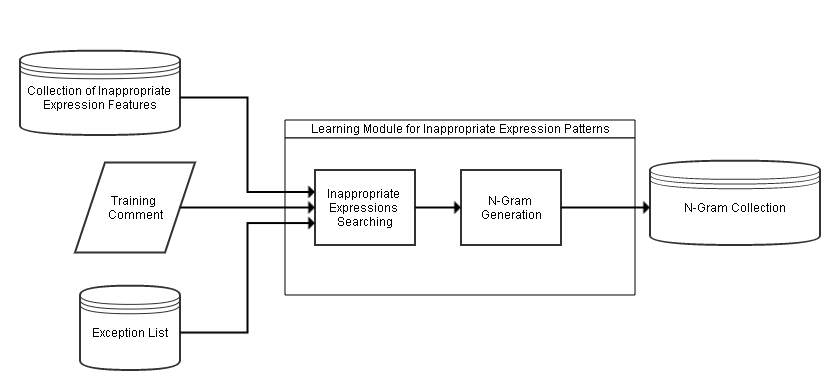 Collection of Inappropriate
Expression Features
Learning Module for Inappropriate Expression Patterns
Training
Comment
Inappropriate
Expressions
Searching
N-Gram
Generation
N-Gram Collection
Exception List